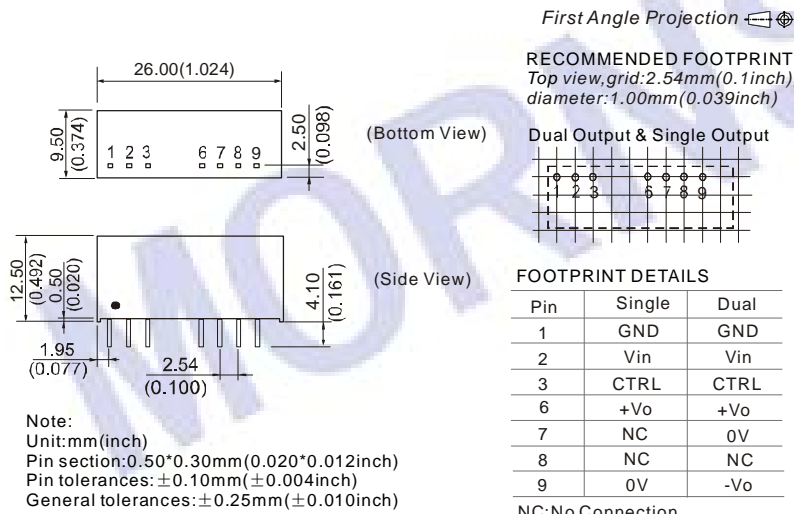 First Angle Projection
RECOMMENDED FOOTPRINT
Top view,grid:2.54mm(0.1inch)
diameter:1.00mm(0.039inch)
Dual Output & Single Output
1 2 3 6 7 8 9
26.00(1.024)
9.50
(0.374)
1 2 3 6 7 8 9
2.50
(0.098)
(Bottom View)
12.50
(0.492)
0.50
(0.020)
4.10
(0.161)
(Side View)
1.95
(0.077)
2.54
(0.100)
Note:
Unit:mm(inch)
Pin section:0.50*0.30mm(0.020*0.012inch)
Pin tolerances:±0.10mm(±0.004inch)
General tolerances:±0.25mm(±0.010inch)
FOOTPRINT DETAILS
Pin Single Dual
1 GND GND
2 Vin Vin
3 CTRL CTRL
6 +Vo +Vo
7 NC 0V
8 NC NC
9 0V -Vo
NC:No Connection
MORNS